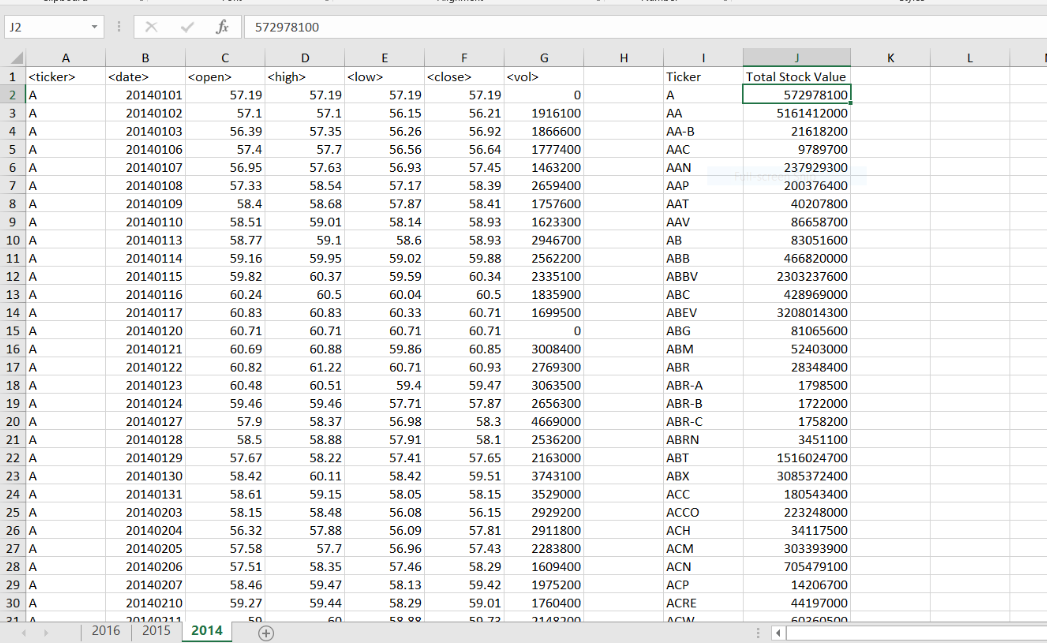 J2 fx 572978100
A B C D E F G H I J K L
1 <ticker> <date> <open> <high> <low> <close> <vol> Ticker Total Stock Value
2 A 20140101 57.19 57.19 57.19 57.19 0 A 572978100
3 A 20140102 57.1 57.1 56.15 56.21 1916100 AA 5161412000
4 A 20140103 56.39 57.35 56.26 56.92 1866600 AA-B 21618200
5 A 20140106 57.4 57.7 56.56 56.64 1777400 AAC 9789700
6 A 20140107 56.95 57.63 56.93 57.45 1463200 AAN 237929300
7 A 20140108 57.33 58.54 57.17 58.39 2659400 AAP 200376400
8 A 20140109 58.4 58.68 57.87 58.41 1757600 AAT 40207800
9 A 20140110 58.51 59.01 58.14 58.93 1623300 AAV 86658700
10 A 20140113 58.77 59.1 58.6 58.93 2946700 AB 83051600
11 A 20140114 59.16 59.95 59.02 59.88 2562200 ABB 466820000
12 A 20140115 59.82 60.37 59.59 60.34 2335100 ABBV 2303237600
13 A 20140116 60.24 60.5 60.04 60.5 1835900 ABC 428969000
14 A 20140117 60.83 60.83 60.33 60.71 1699500 ABEV 3208014300
15 A 20140120 60.71 60.71 60.71 60.71 0 ABG 81065600
16 A 20140121 60.69 60.88 59.86 60.85 3008400 ABM 52403000
17 A 20140122 60.82 61.22 60.71 60.93 2769300 ABR 28348400
18 A 20140123 60.48 60.51 59.4 59.47 3063500 ABR-A 1798500
19 A 20140124 59.46 59.46 57.71 57.87 2656300 ABR-B 1722000
20 A 20140127 57.9 58.37 56.98 58.3 4669000 ABR-C 1758200
21 A 20140128 58.5 58.88 57.91 58.1 2536200 ABRN 3451100
22 A 20140129 57.67 58.22 57.41 57.65 2163000 ABT 1516024700
23 A 20140130 58.42 60.11 58.42 59.51 3743100 ABX 3085372400
24 A 20140131 58.61 59.15 58.05 58.15 3529000 ACC 180543400
25 A 20140203 58.15 58.48 56.08 56.15 2929200 ACCO 223248000
26 A 20140204 56.32 57.88 56.09 57.81 2911800 ACH 34117500
27 A 20140205 57.58 57.7 56.96 57.43 2283800 ACM 303393900
28 A 20140206 57.51 58.35 57.46 58.29 1609400 ACN 705479100
29 A 20140207 58.46 59.47 58.13 59.42 1975200 ACP 14206700
30 A 20140210 59.27 59.44 58.29 59.01 1760400 ACRE 44197000
31 A 20140211 59 60 58.88 59.73 2148200 ACW 60360500
2016 2015 2014